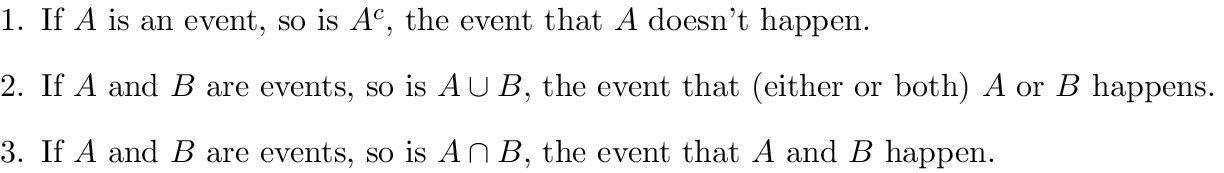 1. If A is an event, so is Aᶜ, the event that A doesn't happen.
2. If A and B are events, so is A ∪ B, the event that (either or both) A or B happens.
3. If A and B are events, so is A ∩ B, the event that A and B happen.